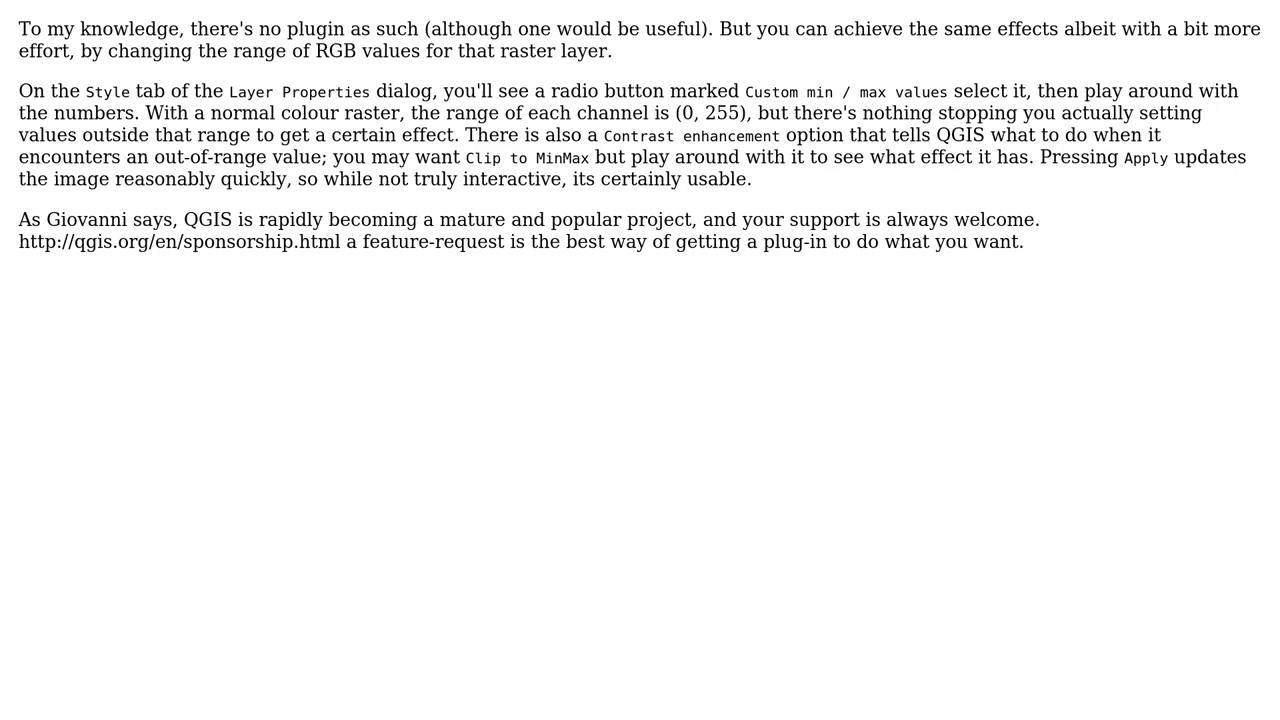 To my knowledge, there's no plugin as such (although one would be useful). But you can achieve the same effects albeit with a bit more
effort, by changing the range of RGB values for that raster layer.
On the Style tab of the Layer Properties dialog, you'll see a radio button marked Custom min / max values select it, then play around with
the numbers. With a normal colour raster, the range of each channel is (0, 255), but there's nothing stopping you actually setting
values outside that range to get a certain effect. There is also a Contrast enhancement option that tells QGIS what to do when it
encounters an out-of-range value; you may want Clip to MinMax but play around with it to see what effect it has. Pressing Apply updates
the image reasonably quickly, so while not truly interactive, its certainly usable.
As Giovanni says, QGIS is rapidly becoming a mature and popular project, and your support is always welcome.
http://qgis.org/en/sponsorship.html a feature-request is the best way of getting a plug-in to do what you want.